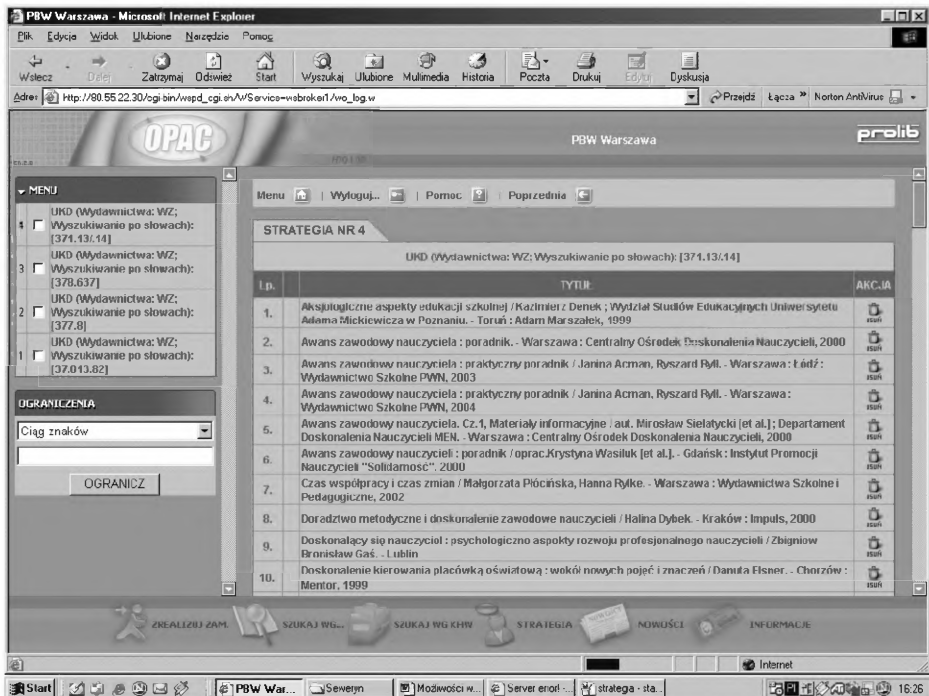 PBW Warszawa - Microsoft Internet Explorer
Plik Edycja Widok Ulubione Narzędzie Pomoc
Wstecz Dalej Zatrzymaj Odśwież Start Wyszukaj Ulubione Multimedia Historia Poczta Drukuj Edytuj Dyskusja
Adres http://80.55.22.30/cgi-bin/wspd_cgi.sh/WService=wsbroker1/wo_log.w Przejdź Łącza » Norton AntiVirus
OPAC
PBW Warszawa
prolib
MENU
4 UKD (Wydawnictwa: WZ; Wyszukiwanie po słowach): [371.13/.14]
3 UKD (Wydawnictwa: WZ; Wyszukiwanie po słowach): [378.637]
2 UKD (Wydawnictwa: WZ; Wyszukiwanie po słowach): [377.8]
1 UKD (Wydawnictwa: WZ; Wyszukiwanie po słowach): [37.013.82]
OGRANICZENIA
Ciąg znaków
OGRANICZ
Menu | Wyloguj... | Pomoc | Poprzednia
STRATEGIA NR 4
UKD (Wydawnictwa: WZ; Wyszukiwanie po słowach): [371.13/.14]
Lp. TYTUŁ AKCJA
1. Aksjologiczne aspekty edukacji szkolnej / Kazimierz Denek ; Wydział Studiów Edukacyjnych Uniwersytetu
Adama Mickiewicza w Poznaniu. - Toruń : Adam Marszałek, 1999
usuń
2. Awans zawodowy nauczyciela : poradnik. - Warszawa : Centralny Ośrodek Doskonalenia Nauczycieli, 2000
usuń
3. Awans zawodowy nauczyciela : praktyczny poradnik / Janina Acman, Ryszard Ryll. - Warszawa : Łódź :
Wydawnictwo Szkolne PWN, 2003
usuń
4. Awans zawodowy nauczyciela : praktyczny poradnik / Janina Acman, Ryszard Ryll. - Warszawa :
Wydawnictwo Szkolne PWN, 2004
usuń
5. Awans zawodowy nauczyciela. Cz.1, Materiały informacyjne / aut. Mirosław Sielatycki [et al.] ; Departament
Doskonalenia Nauczycieli MEN. - Warszawa : Centralny Ośrodek Doskonalenia Nauczycieli, 2000
usuń
6. Awans zawodowy nauczycieli : poradnik / oprac.Krystyna Wasiluk [et al.]. - Gdańsk : Instytut Promocji
Nauczycieli "Solidarność", 2000
usuń
7. Czas współpracy i czas zmian / Małgorzata Płócińska, Hanna Rylke. - Warszawa : Wydawnictwa Szkolne i
Pedagogiczne, 2002
usuń
8. Doradztwo metodyczne i doskonalenie zawodowe nauczycieli / Halina Dybek. - Kraków : Impuls, 2000
usuń
9. Doskonalący się nauczyciel : psychologiczne aspekty rozwoju profesjonalnego nauczycieli / Zbigniew
Bronisław Gaś. - Lublin
usuń
10. Doskonalenie kierowania placówką oświatową : wokół nowych pojęć i znaczeń / Danuta Elsner. - Chorzów :
Mentor, 1999
usuń
ZREALIZUJ ZAM. SZUKAJ WG... SZUKAJ WG KHW STRATEGIA NOWOŚCI INFORMACJE
Internet
Start PBW War... Seweryn Możliwości w... Server error! -... stratega - sta... 16:26